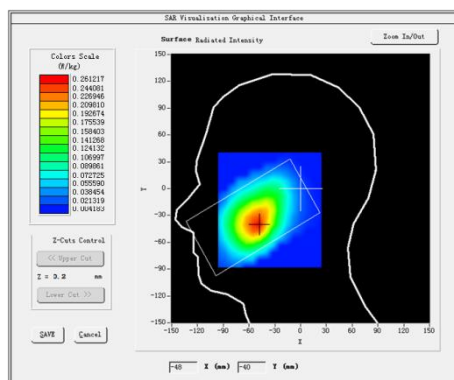 SAR Visualisation Graphical Interface
Surface Radiated Intensity
Zoom In/Out
Colors Scale
(W/kg)
0.261217
0.244081
0.226946
0.209810
0.192674
0.175539
0.158403
0.141268
0.124132
0.106997
0.089861
0.072725
0.055590
0.038454
0.021319
0.004183
Z-Cuts Control
<< Upper Cut
Z = 3.2 mm
Lower Cut >>
SAVE
Cancel
150
120
90
60
30
0
-30
-60
-90
-120
-150
Y
-150 -120 -90 -60 -30 0 30 60 90 120 150
X
-48 X (mm) -40 Y (mm)